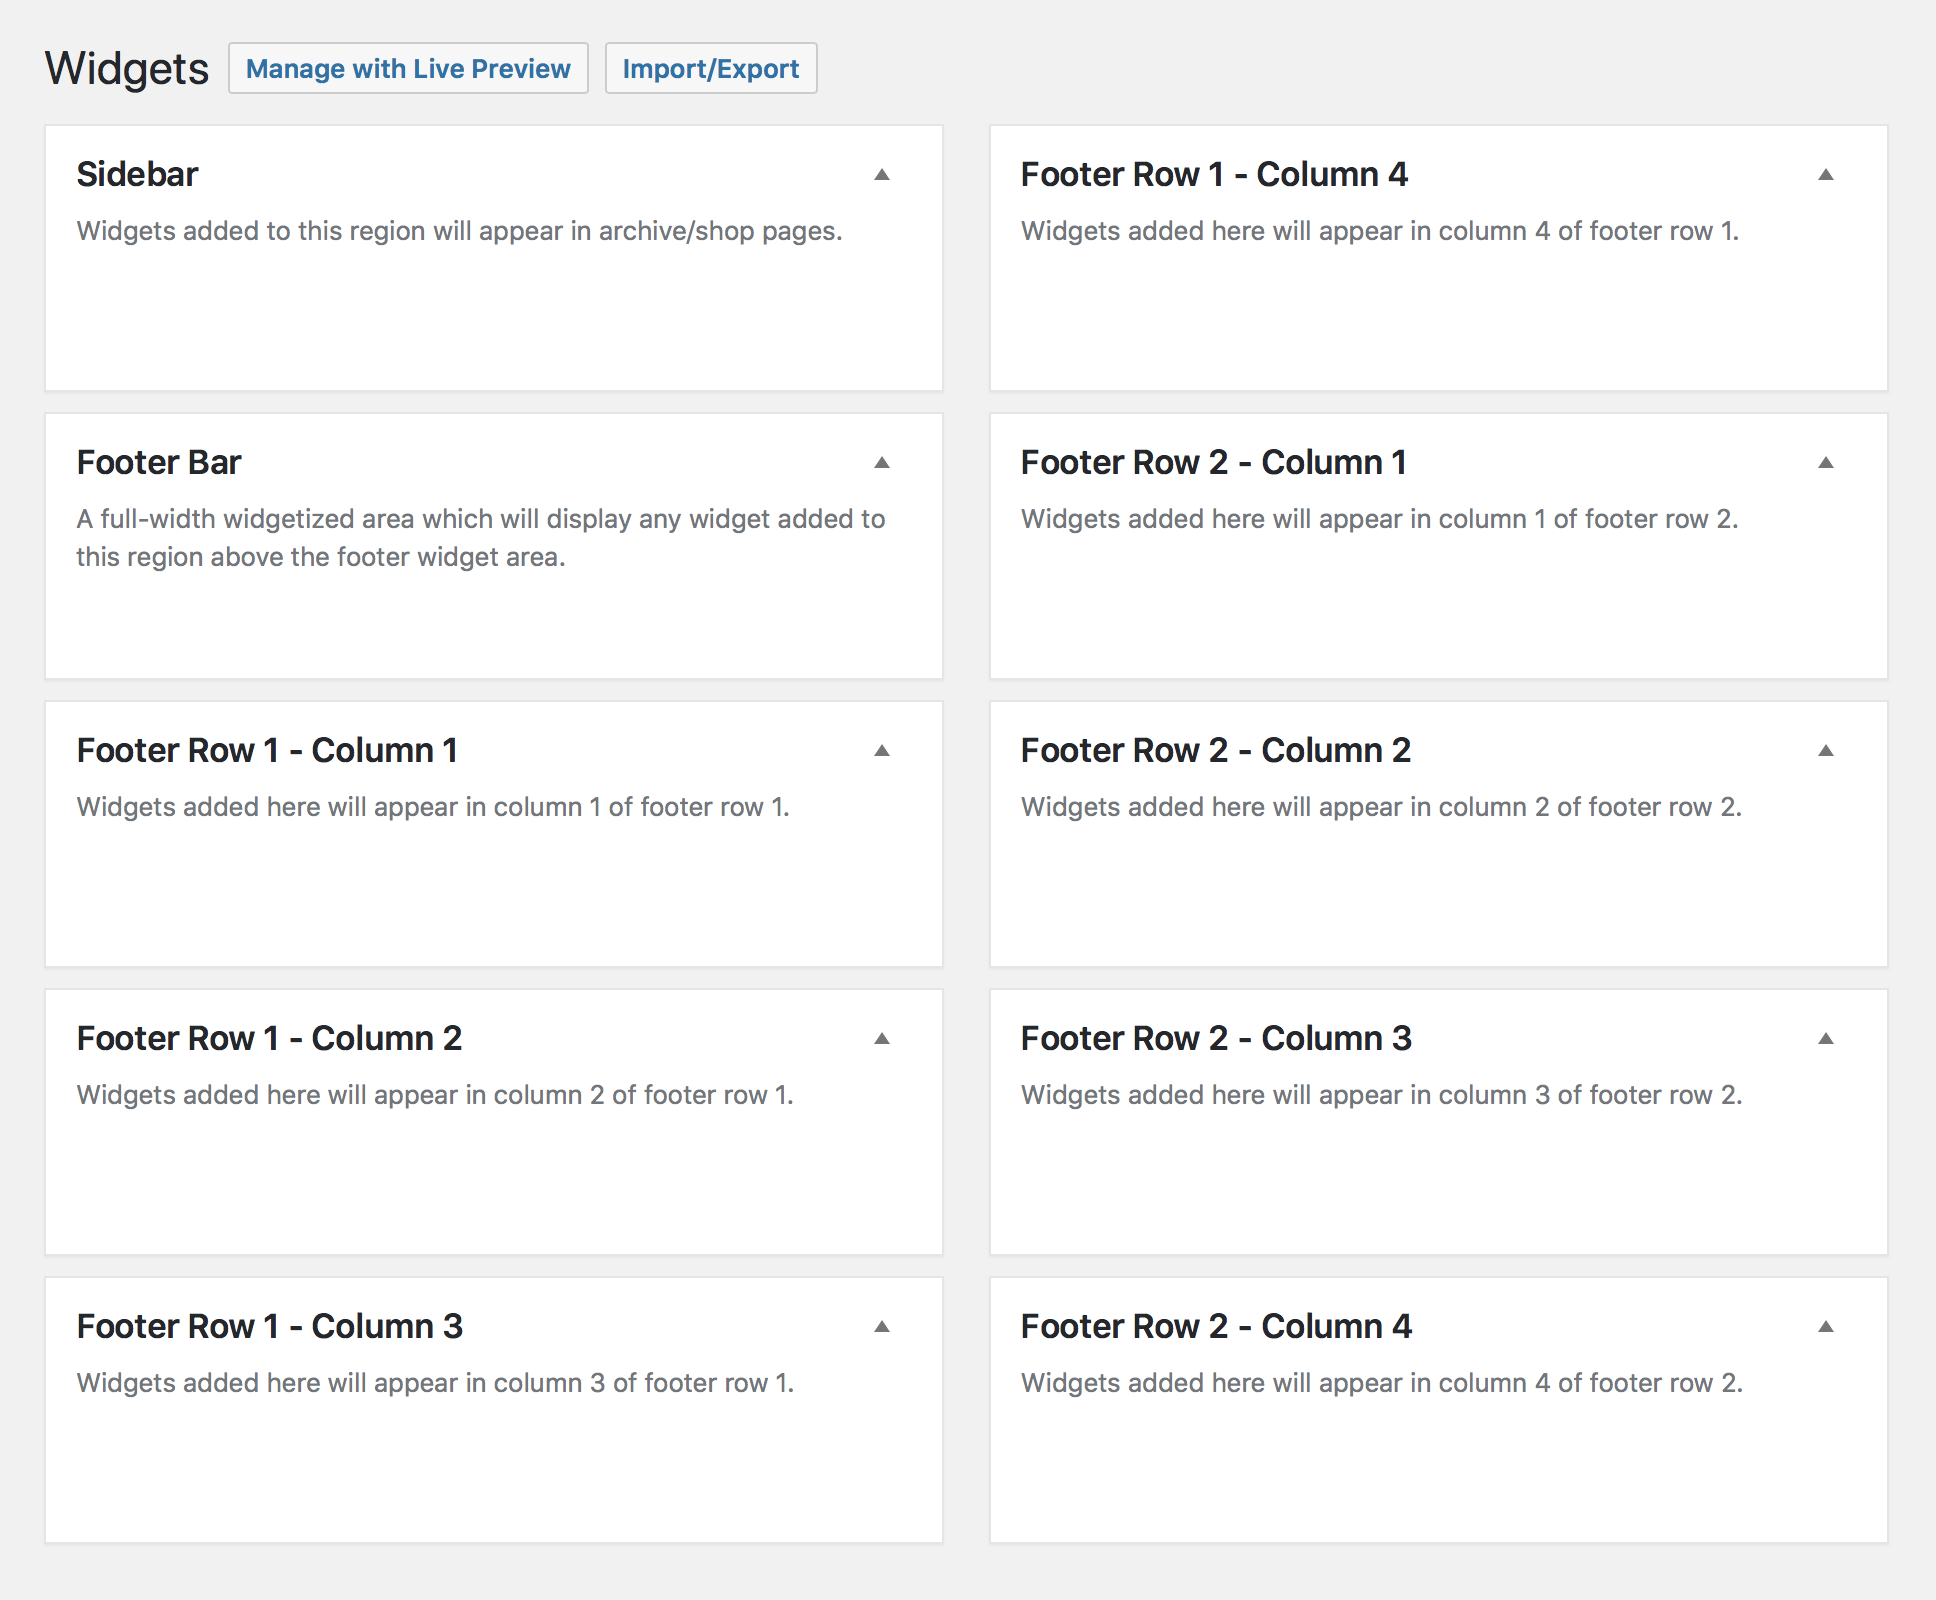 Widgets Manage with Live Preview Import/Export
Sidebar
Widgets added to this region will appear in archive/shop pages.
Footer Bar
A full-width widgetized area which will display any widget added to
this region above the footer widget area.
Footer Row 1 - Column 1
Widgets added here will appear in column 1 of footer row 1.
Footer Row 1 - Column 2
Widgets added here will appear in column 2 of footer row 1.
Footer Row 1 - Column 3
Widgets added here will appear in column 3 of footer row 1.
Footer Row 1 - Column 4
Widgets added here will appear in column 4 of footer row 1.
Footer Row 2 - Column 1
Widgets added here will appear in column 1 of footer row 2.
Footer Row 2 - Column 2
Widgets added here will appear in column 2 of footer row 2.
Footer Row 2 - Column 3
Widgets added here will appear in column 3 of footer row 2.
Footer Row 2 - Column 4
Widgets added here will appear in column 4 of footer row 2.